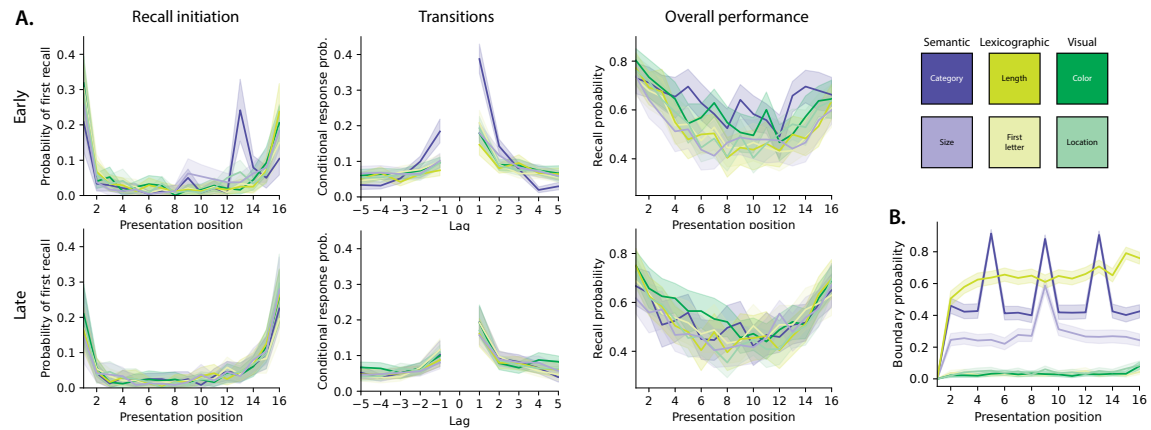 A.
Recall initiation
Transitions
Overall performance
Early
Probability of first recall
0.4
0.3
0.2
0.1
0.0
2 4 6 8 10 12 14 16
Presentation position
Conditional response prob.
0.4
0.3
0.2
0.1
0.0
−5 −4 −3 −2 −1 0 1 2 3 4 5
Lag
Recall probability
0.8
0.6
0.4
2 4 6 8 10 12 14 16
Presentation position
Semantic Lexicographic Visual
Category Length Color
Size First letter Location
Late
Probability of first recall
0.4
0.3
0.2
0.1
0.0
2 4 6 8 10 12 14 16
Presentation position
Conditional response prob.
0.4
0.3
0.2
0.1
0.0
−5 −4 −3 −2 −1 0 1 2 3 4 5
Lag
Recall probability
0.8
0.6
0.4
2 4 6 8 10 12 14 16
Presentation position
B.
Boundary probability
1.0
0.8
0.6
0.4
0.2
0.0
2 4 6 8 10 12 14 16
Presentation position